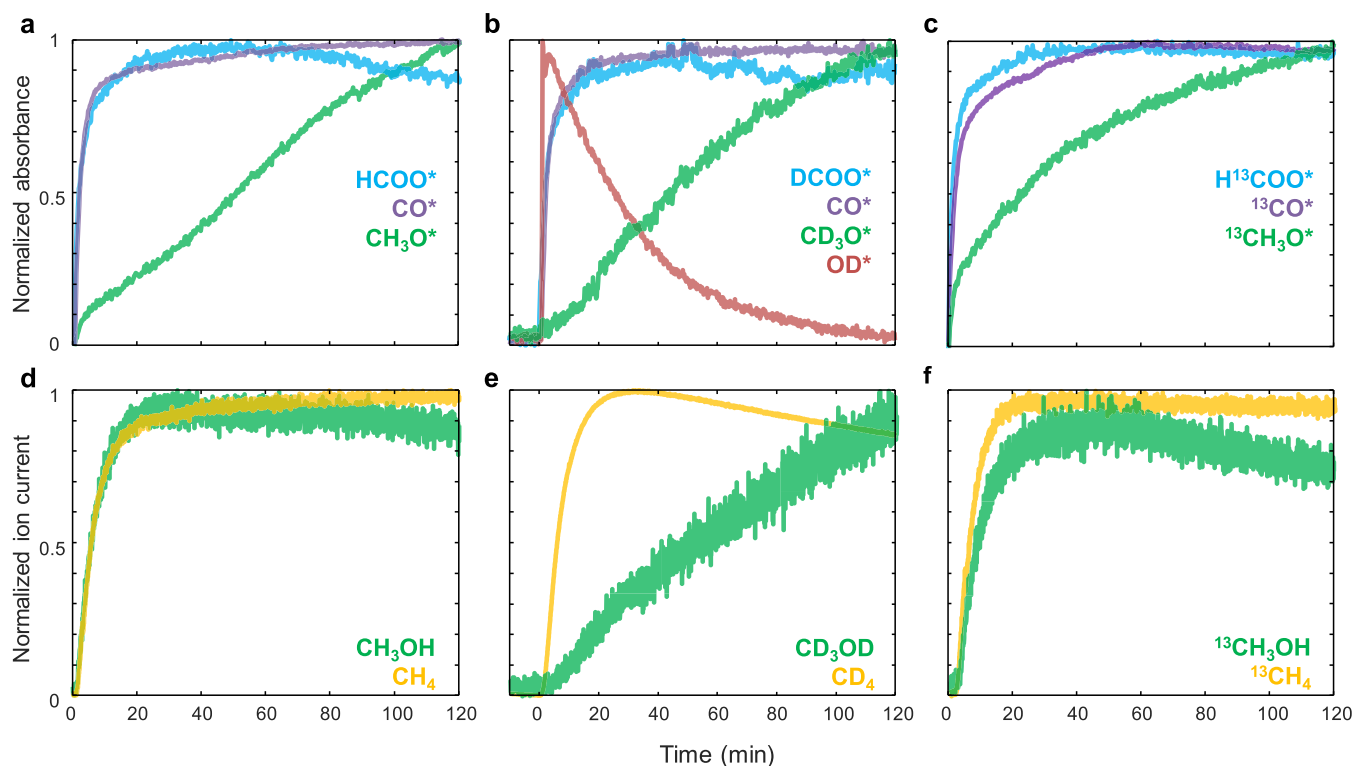 a
b
c
Normalized absorbance
1
0.5
0
HCOO*
CO*
CH₃O*
DCOO*
CO*
CD₃O*
OD*
H¹³COO*
¹³CO*
¹³CH₃O*
d
e
f
Normalized ion current
1
0.5
0
CH₃OH
CH₄
CD₃OD
CD₄
¹³CH₃OH
¹³CH₄
0 20 40 60 80 100 120
0 20 40 60 80 100 120
0 20 40 60 80 100 120
Time (min)